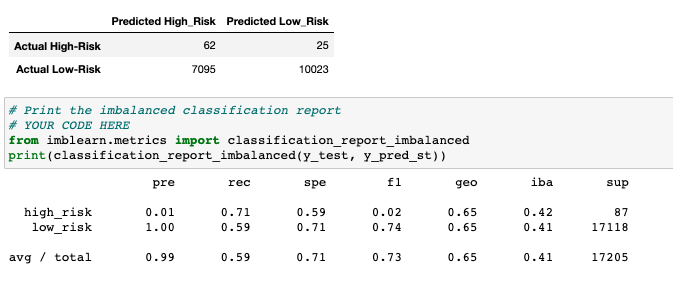 Predicted High_Risk Predicted Low_Risk
Actual High-Risk 62 25
Actual Low-Risk 7095 10023
# Print the imbalanced classification report
# YOUR CODE HERE
from imblearn.metrics import classification_report_imbalanced
print(classification_report_imbalanced(y_test, y_pred_st))
pre rec spe f1 geo iba sup
high_risk 0.01 0.71 0.59 0.02 0.65 0.42 87
low_risk 1.00 0.59 0.71 0.74 0.65 0.41 17118
avg / total 0.99 0.59 0.71 0.73 0.65 0.41 17205